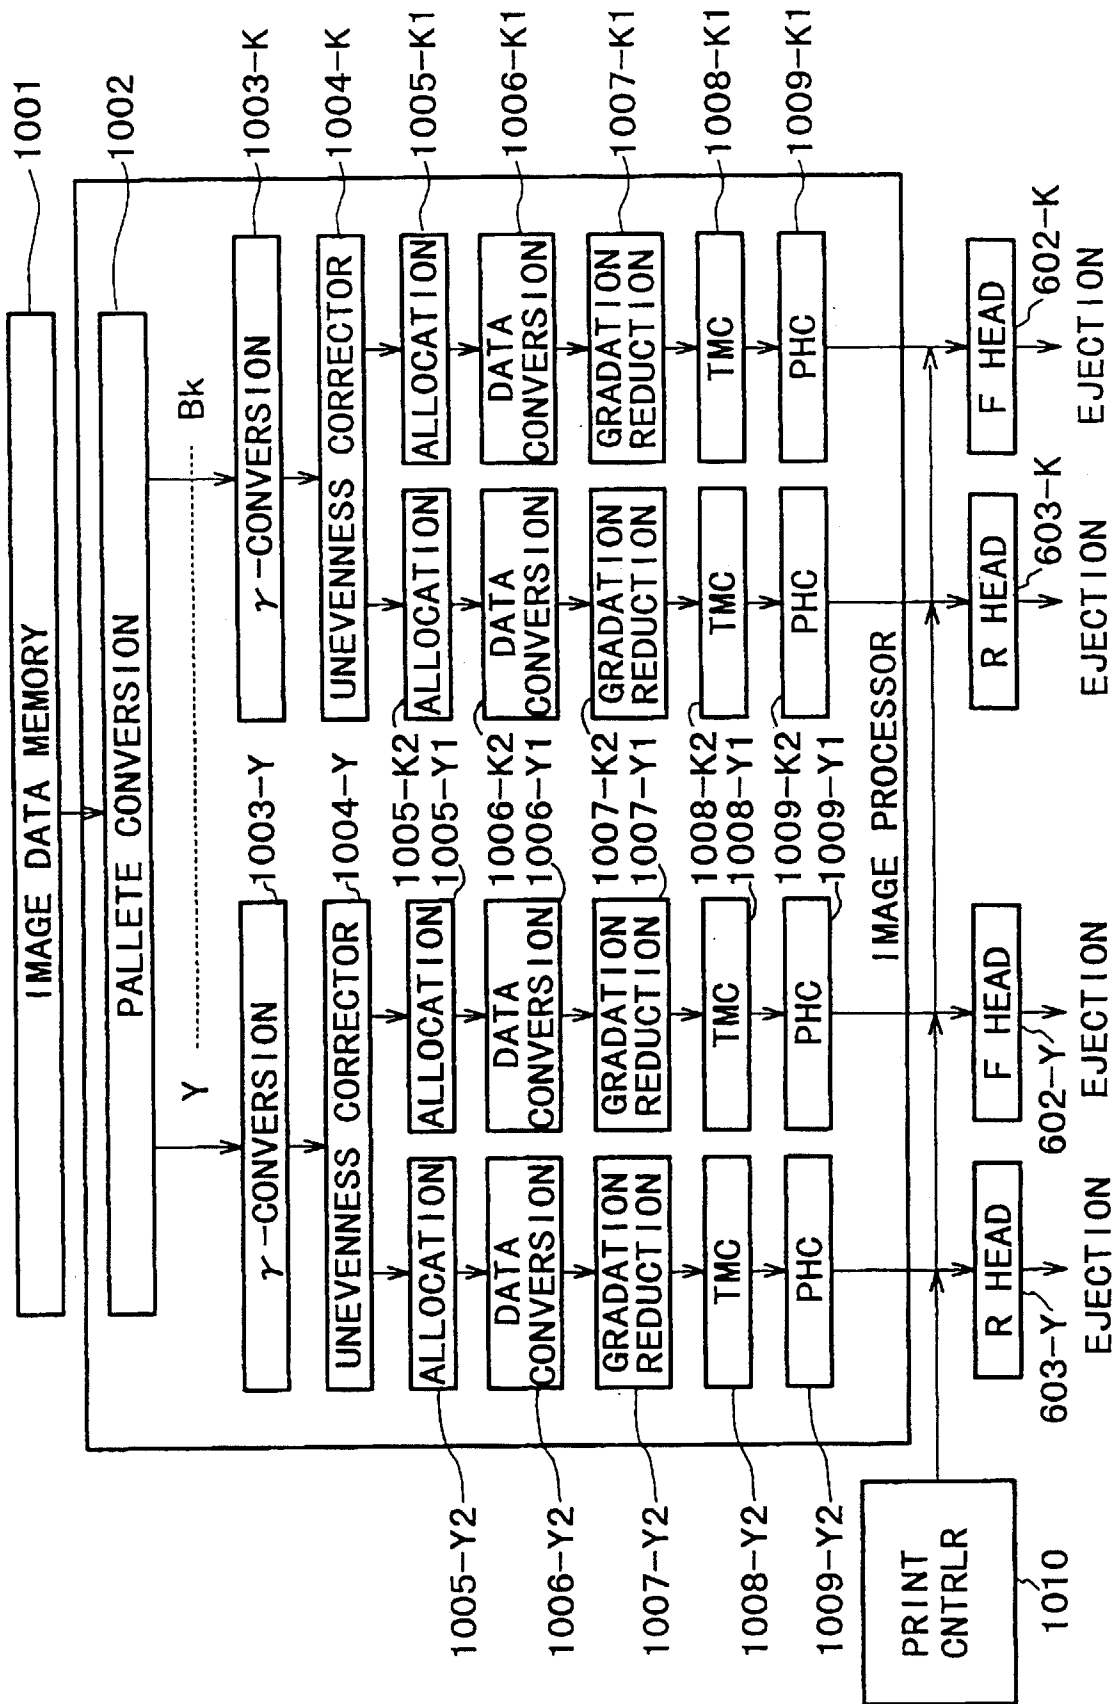 1001
IMAGE DATA MEMORY
1002
PALLETE CONVERSION
Y
Bk
1003-Y
1003-K
γ-CONVERSION
γ-CONVERSION
1004-Y
1004-K
UNEVENNESS CORRECTOR
UNEVENNESS CORRECTOR
1005-Y2
ALLOCATION
ALLOCATION
1005-K2
1005-Y1
ALLOCATION
ALLOCATION
1005-K1
1006-Y2
DATA
CONVERSION
DATA
CONVERSION
1006-K2
1006-Y1
DATA
CONVERSION
DATA
CONVERSION
1006-K1
1007-Y2
GRADATION
REDUCTION
GRADATION
REDUCTION
1007-K2
1007-Y1
GRADATION
REDUCTION
GRADATION
REDUCTION
1007-K1
1008-Y2
TMC
TMC
1008-K2
1008-Y1
TMC
TMC
1008-K1
1009-Y2
PHC
PHC
1009-K2
1009-Y1
PHC
PHC
1009-K1
IMAGE PROCESSOR
PRINT
CNTRLR
1010
R HEAD
603-Y
F HEAD
602-Y
R HEAD
603-K
F HEAD
602-K
EJECTION
EJECTION
EJECTION
EJECTION